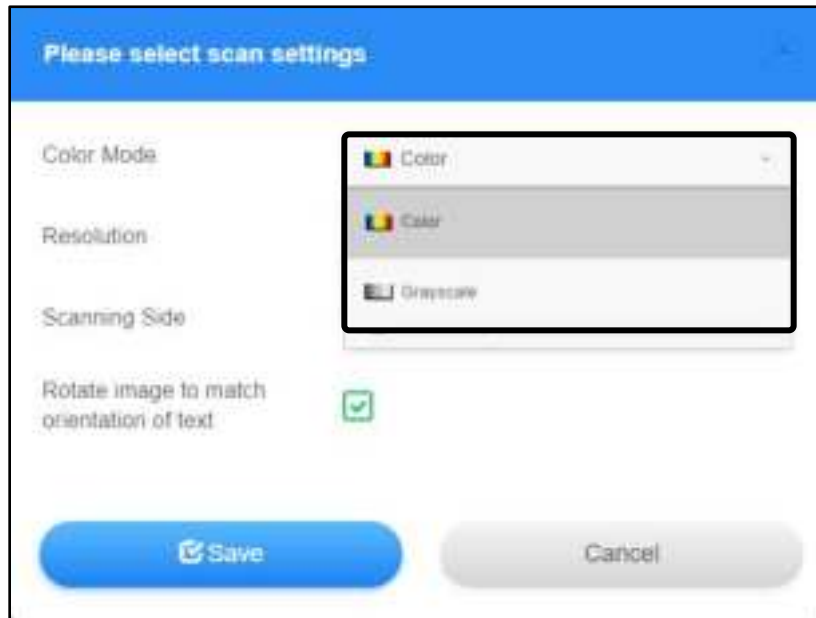 Please select scan settings
Color Mode
Color
Color
Resolution
Grayscale
Scanning Side
Rotate image to match
orientation of text
Save
Cancel